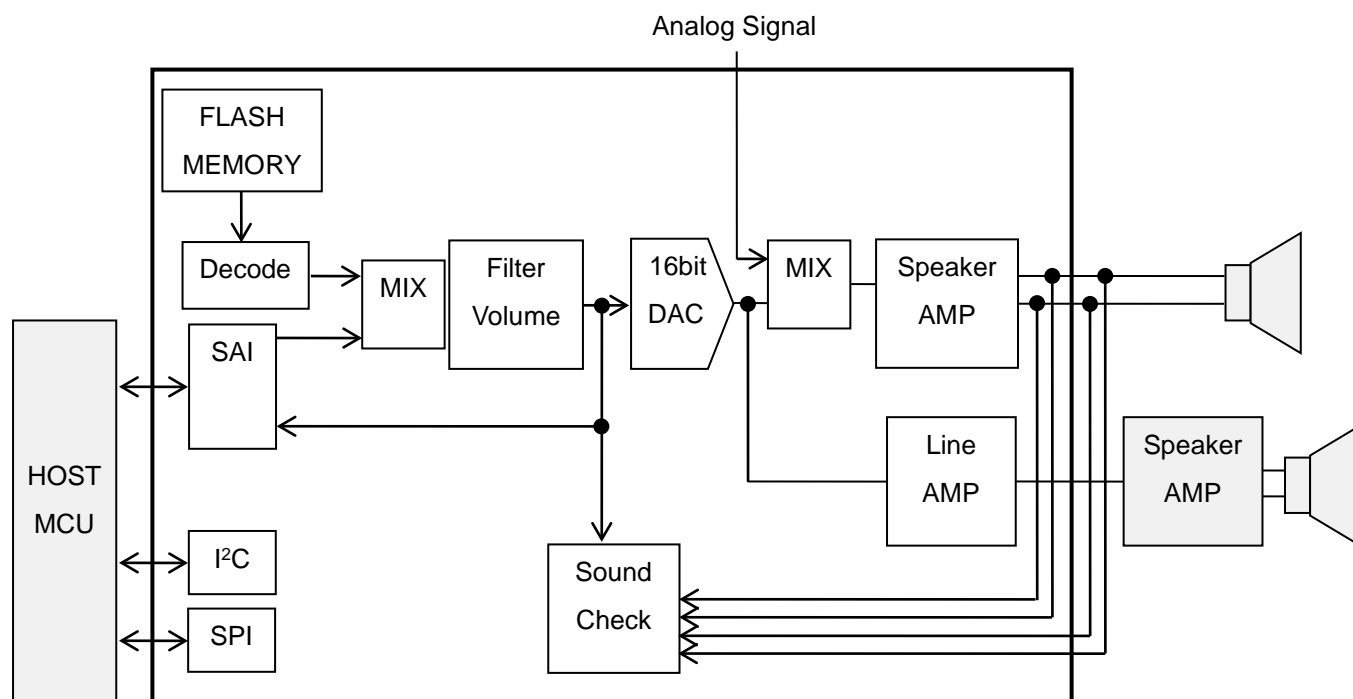 Analog Signal
FLASH
MEMORY
Decode
MIX
Filter
Volume
16bit
DAC
MIX
Speaker
AMP
SAI
HOST
MCU
Line
AMP
Speaker
AMP
I²C
Sound
Check
SPI